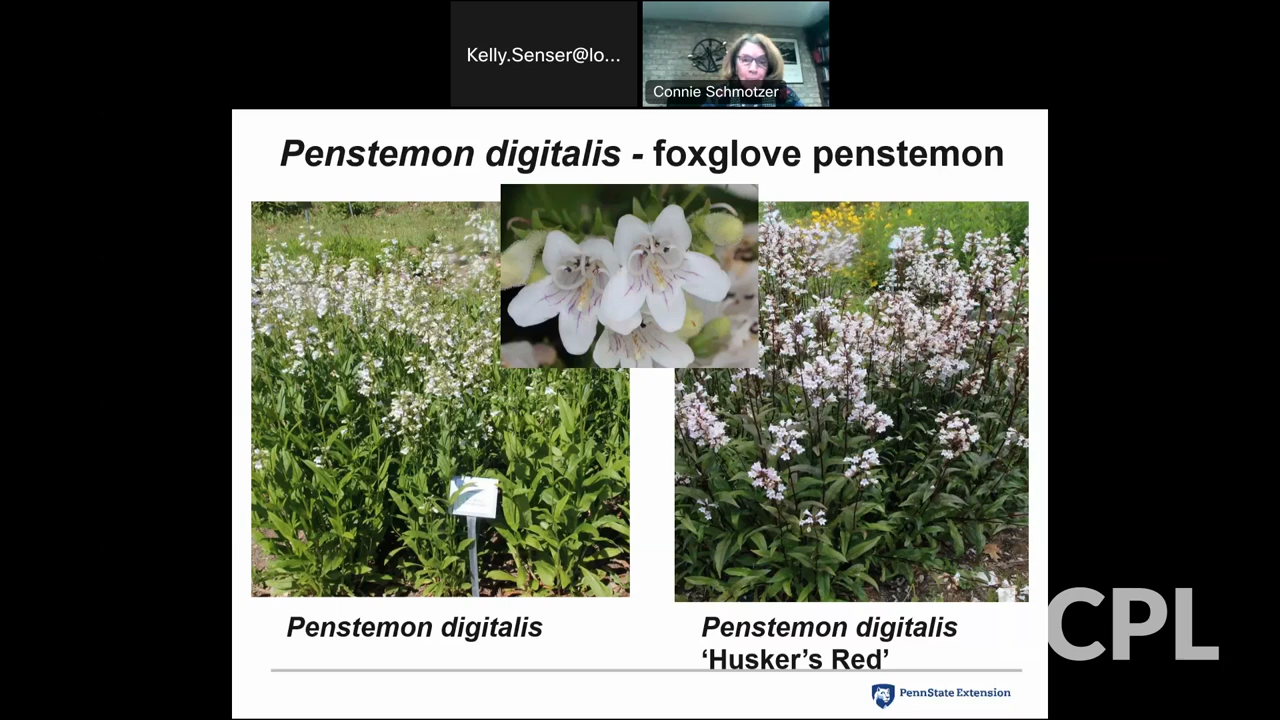 Kelly.Senser@lo...
Connie Schmotzer
Penstemon digitalis - foxglove penstemon
Penstemon digitalis
Penstemon digitalis
‘Husker’s Red’
CPL
PennState Extension